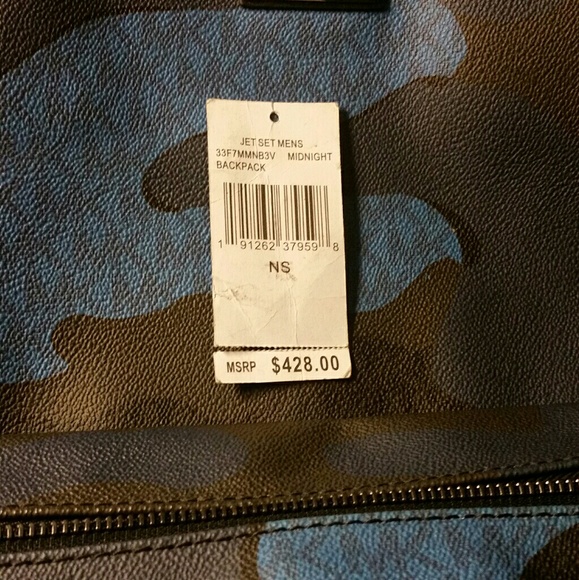 JET SET MENS
33F7MMNB3V MIDNIGHT
BACKPACK
1 91262 37959 8
NS
MSRP $428.00